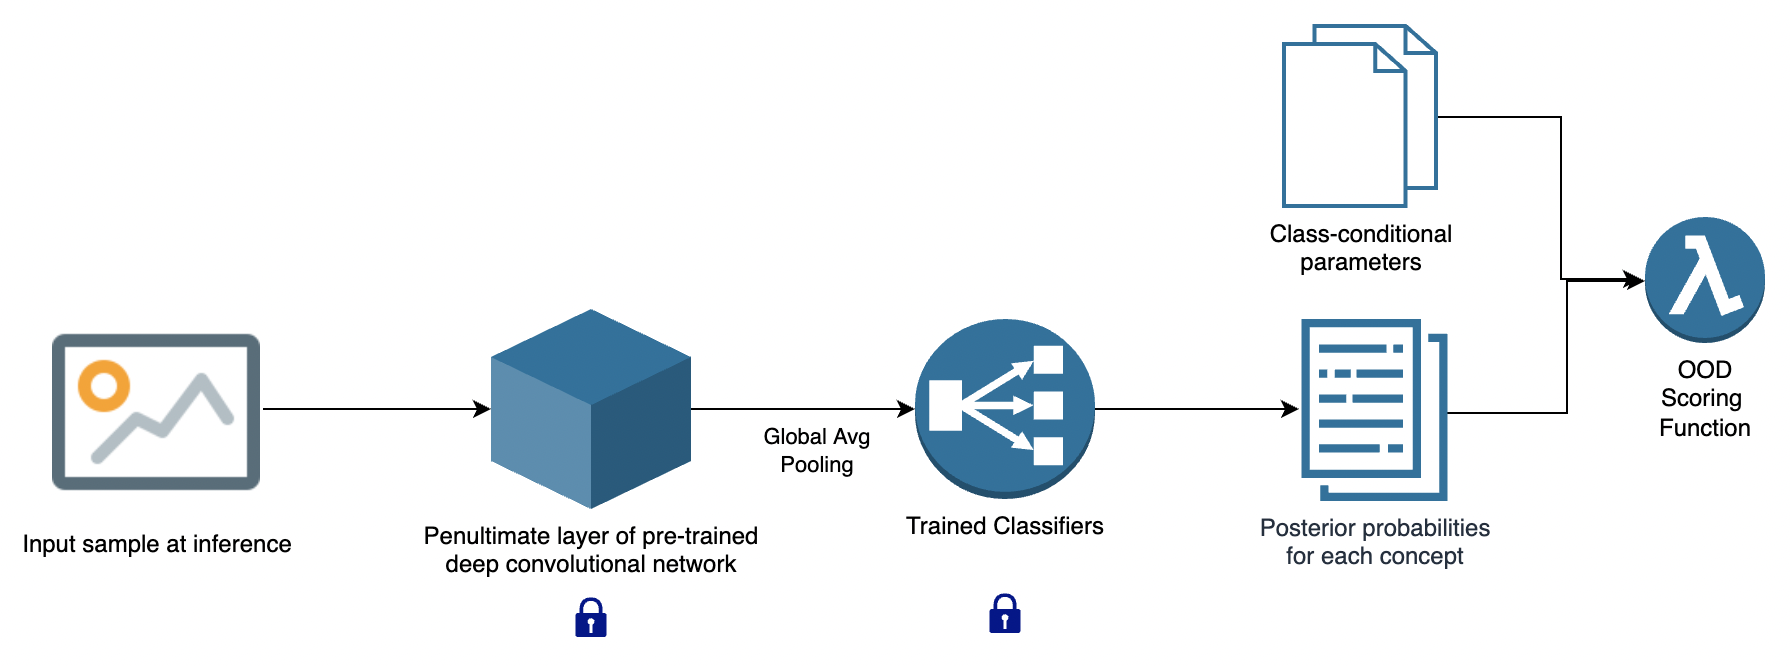 Input sample at inference
Penultimate layer of pre-trained
deep convolutional network
Global Avg
Pooling
Trained Classifiers
Class-conditional
parameters
Posterior probabilities
for each concept
OOD
Scoring
Function